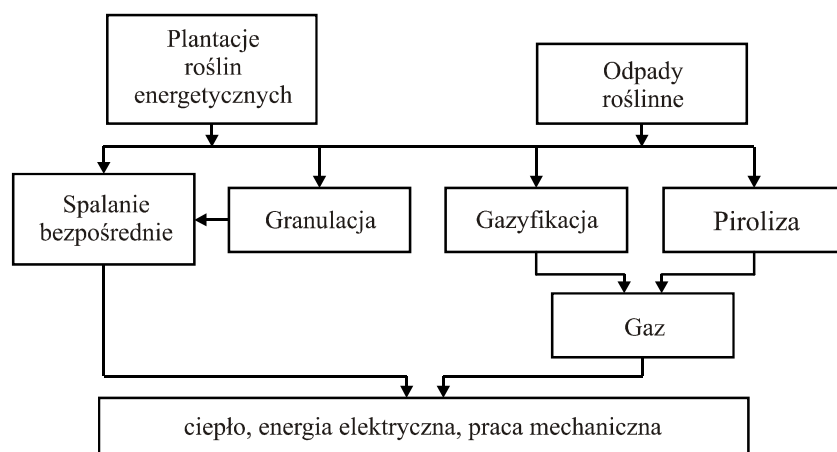 Plantacje
roślin
energetycznych
Odpady
roślinne
Spalanie
bezpośrednie
Granulacja
Gazyfikacja
Piroliza
Gaz
ciepło, energia elektryczna, praca mechaniczna